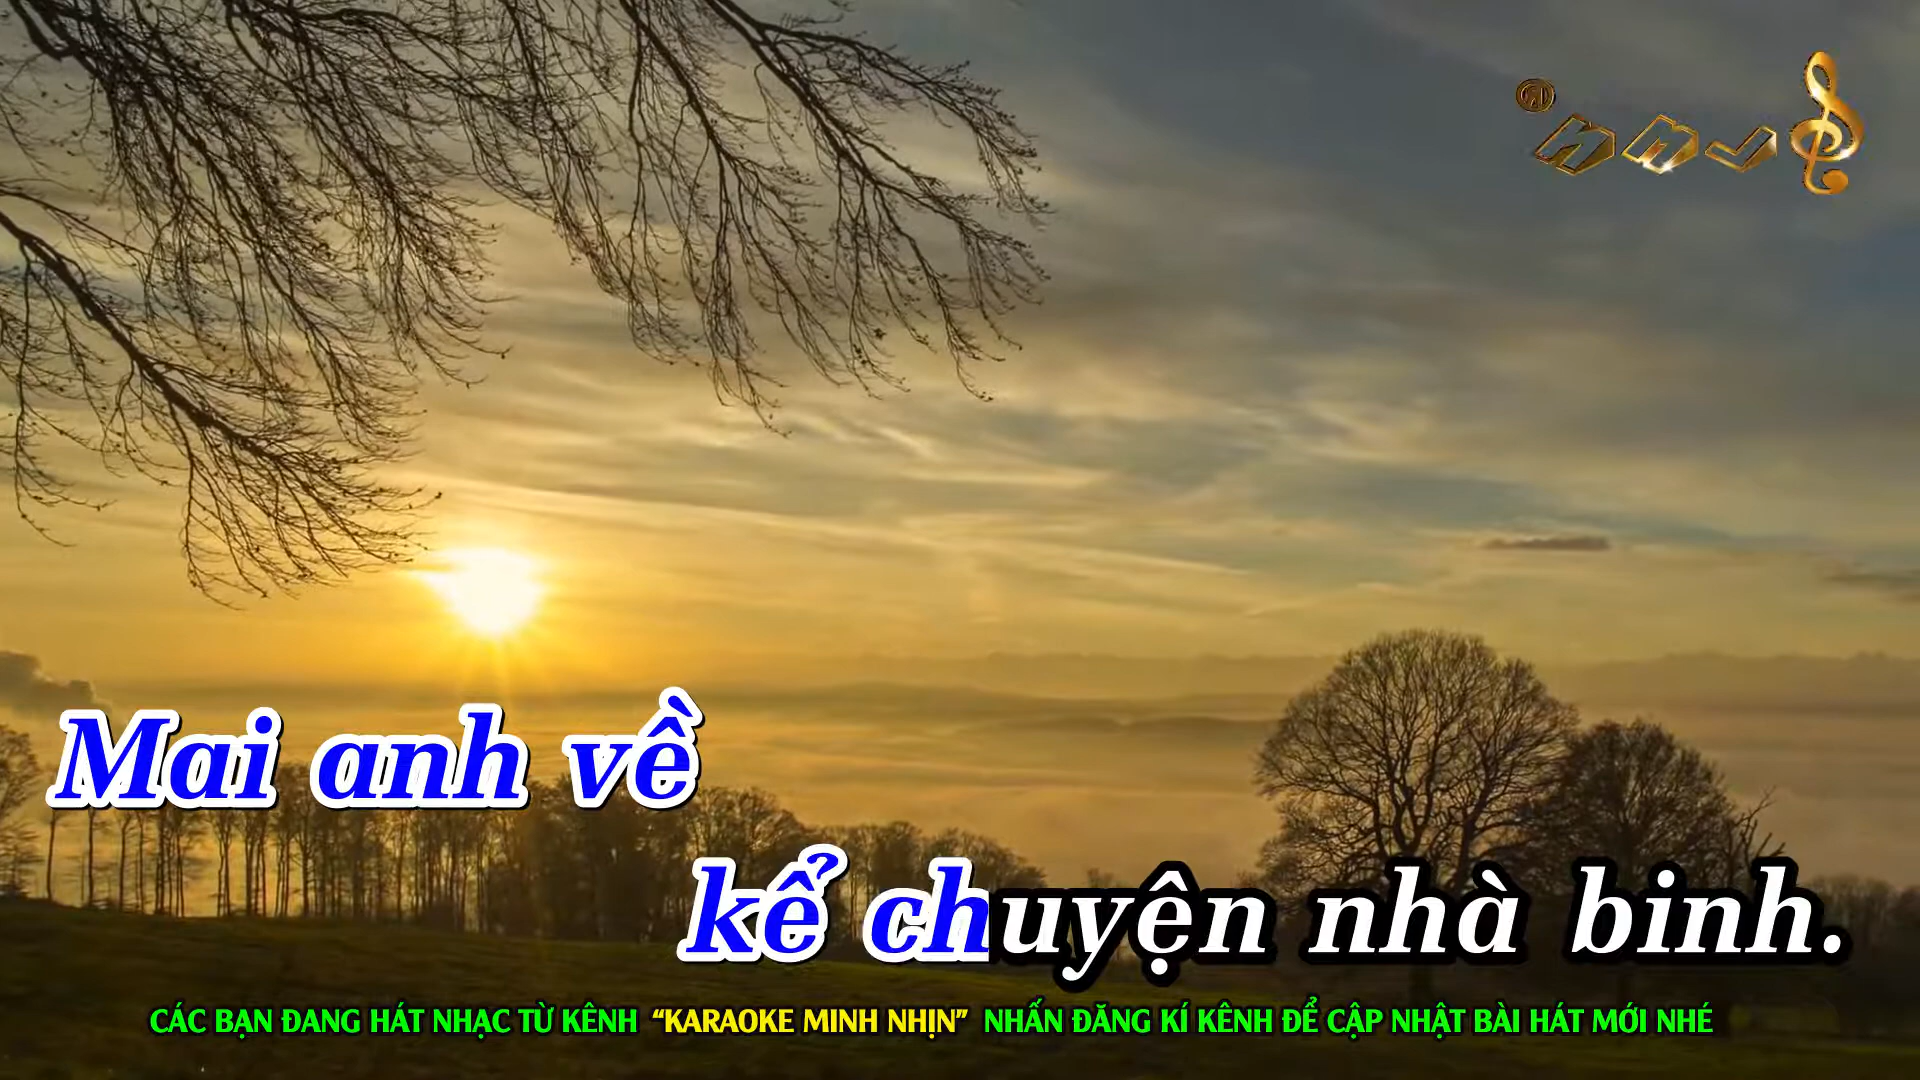 Mai anh về
kể chuyện nhà binh.
CÁC BẠN ĐANG HÁT NHẠC TỪ KÊNH “KARAOKE MINH NHỊN” NHẤN ĐĂNG KÍ KÊNH ĐỂ CẬP NHẬT BÀI HÁT MỚI NHÉ